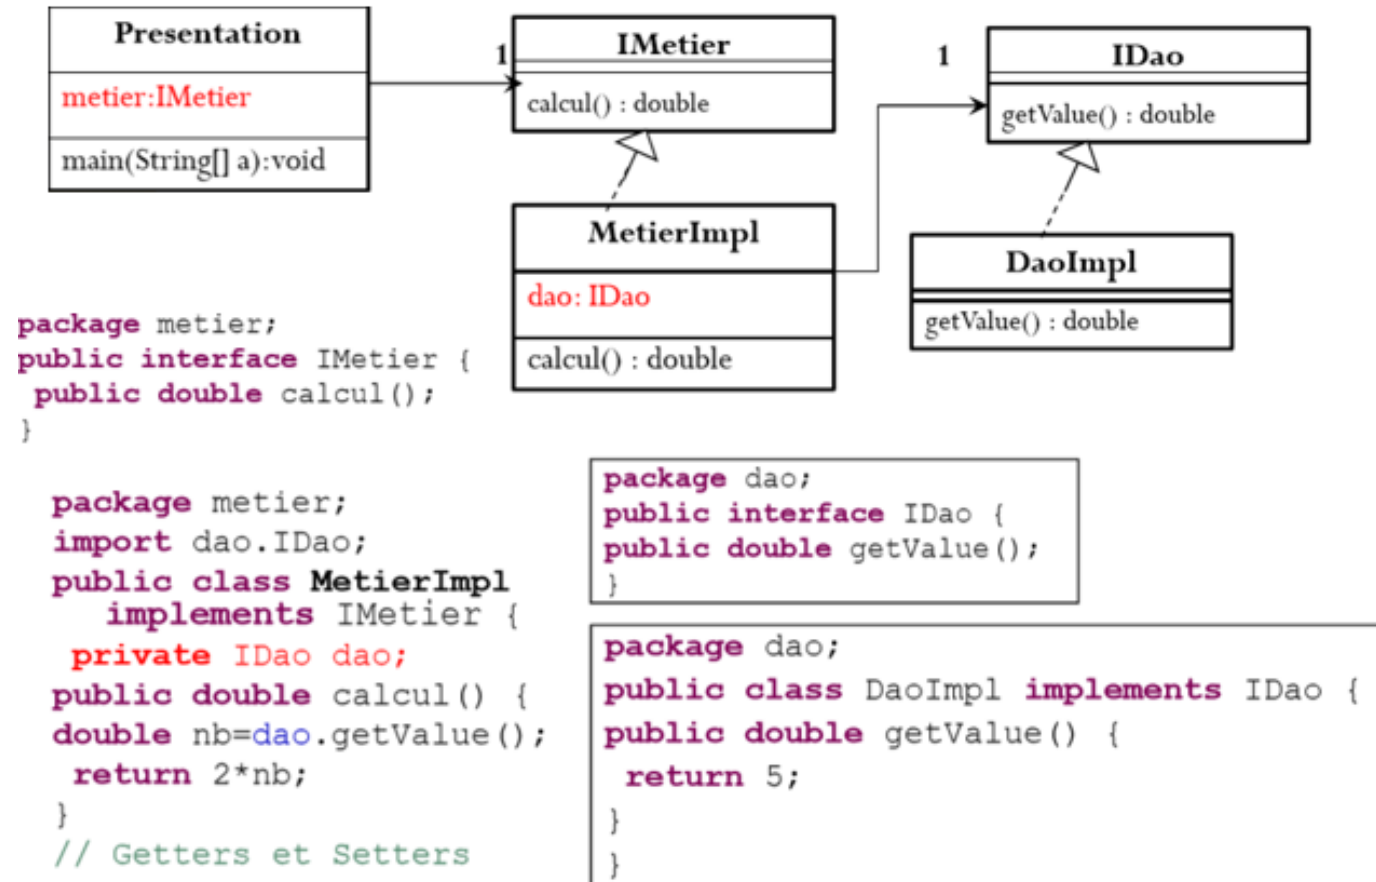 Presentation
metier:IMetier
main(String[] a):void
1
IMetier
calcul() : double
1
IDao
getValue() : double
MetierImpl
dao: IDao
calcul() : double
DaoImpl
getValue() : double
package metier;
public interface IMetier {
public double calcul();
}
package metier;
import dao.IDao;
public class MetierImpl
implements IMetier {
private IDao dao;
public double calcul() {
double nb=dao.getValue();
return 2*nb;
}
// Getters et Setters
package dao;
public interface IDao {
public double getValue();
}
package dao;
public class DaoImpl implements IDao {
public double getValue() {
return 5;
}
}